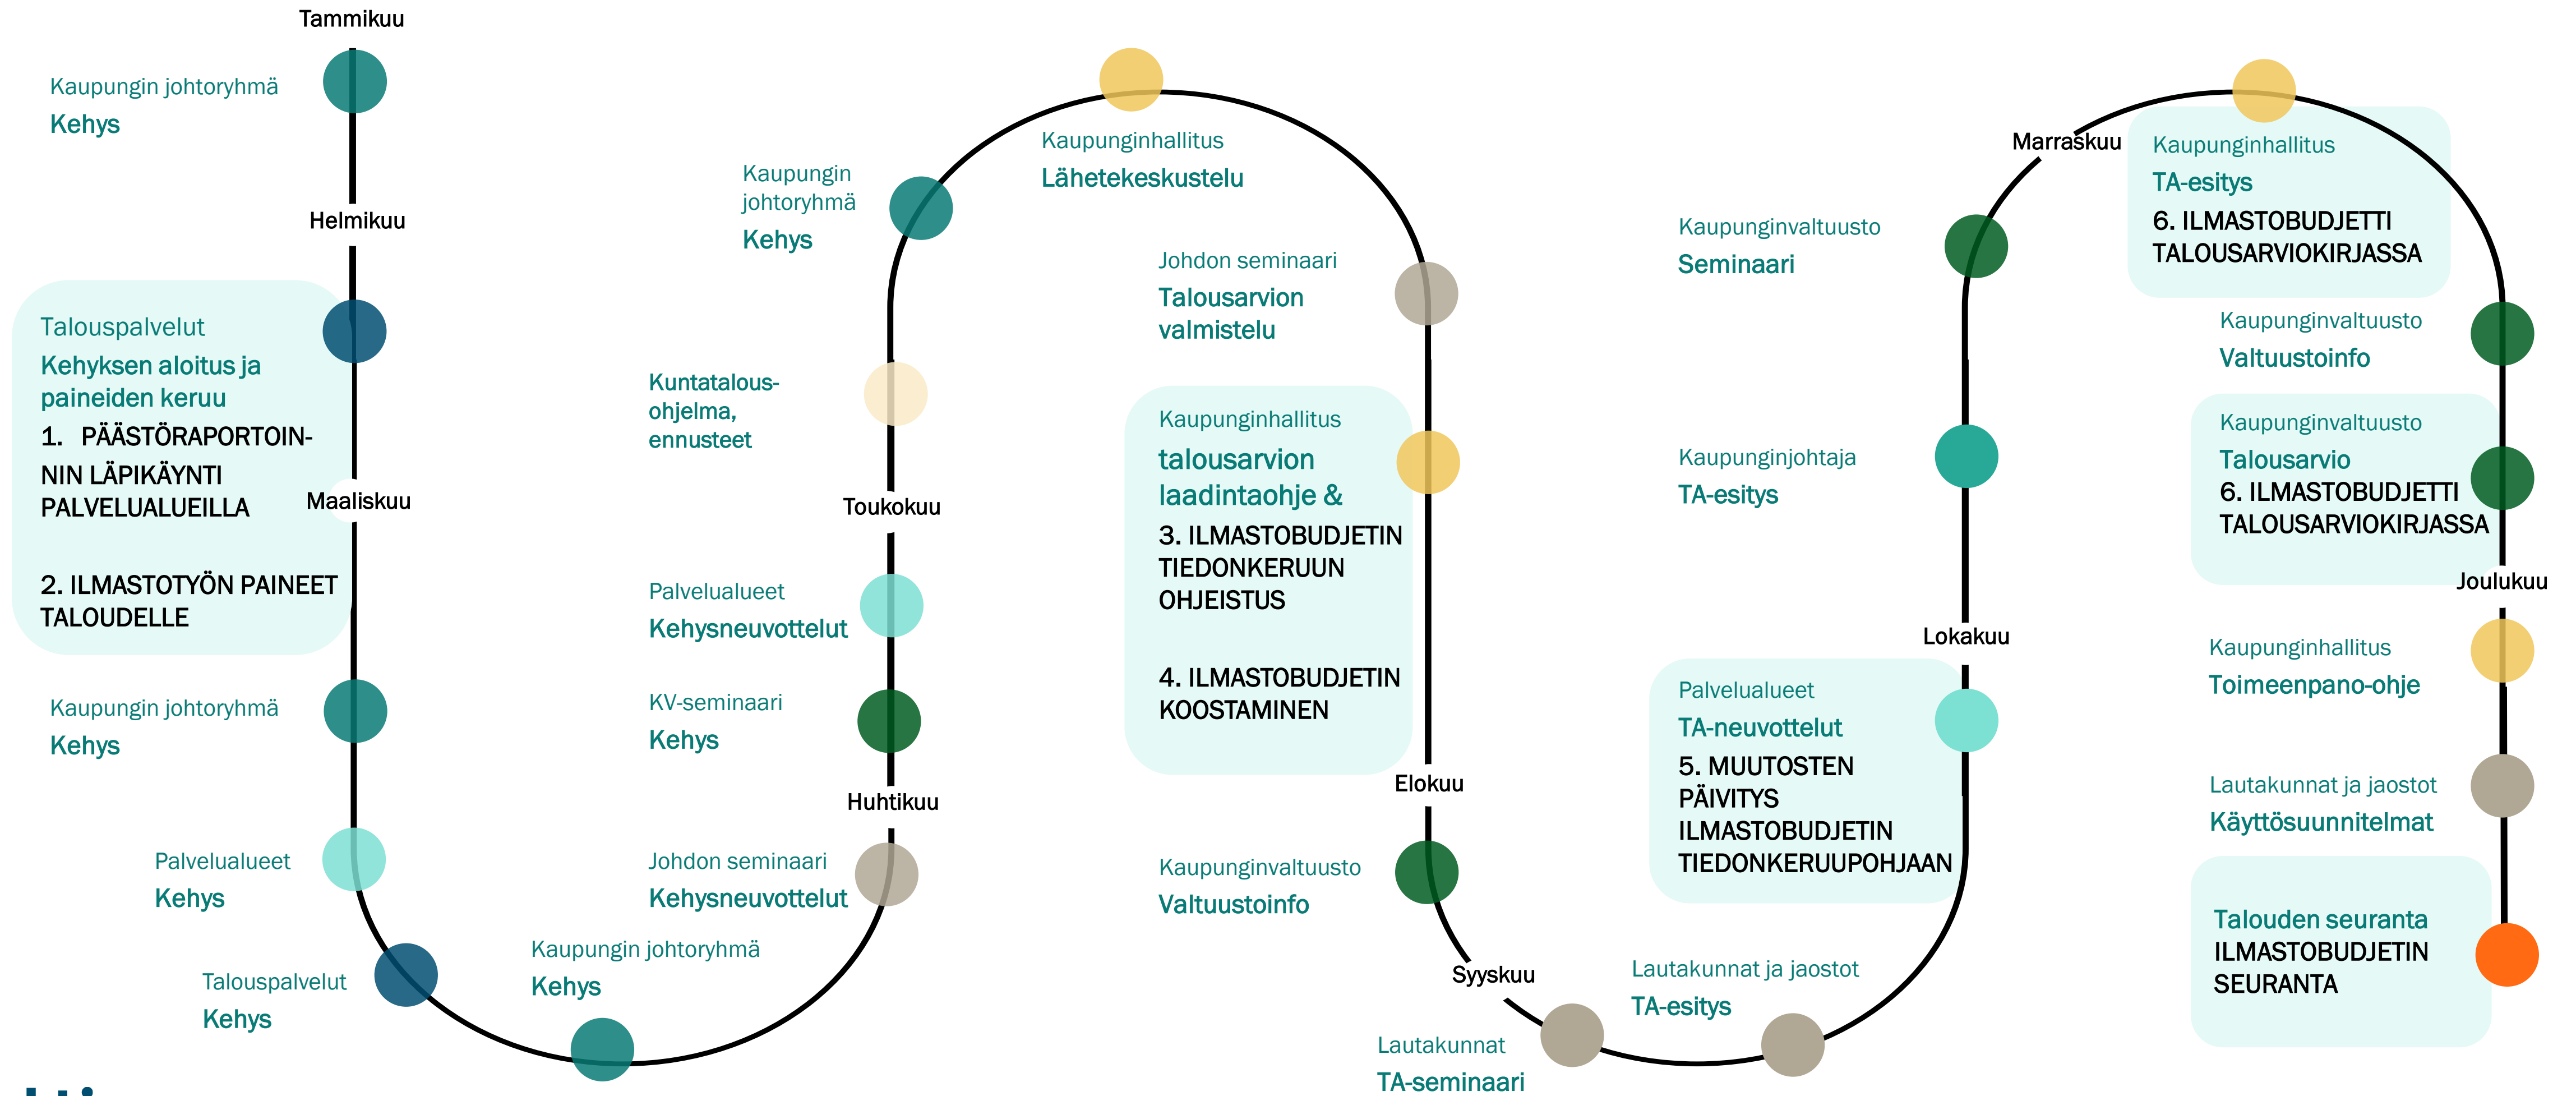 Tammikuu
Kaupungin johtoryhmä
Kehys
Helmikuu
Talouspalvelut
Kehyksen aloitus ja
paineiden keruu
1. PÄÄSTÖRAPORTOIN-
NIN LÄPIKÄYNTI
PALVELUALUEILLA
Maaliskuu
2. ILMASTOTYÖN PAINEET
TALOUDELLE
Kaupungin johtoryhmä
Kehys
Palvelualueet
Kehys
Talouspalvelut
Kehys
Kaupungin johtoryhmä
Kehys
Johdon seminaari
Kehysneuvottelut
Huhtikuu
KV-seminaari
Kehys
Palvelualueet
Kehysneuvottelut
Toukokuu
Kuntatalous-
ohjelma,
ennusteet
Kaupungin
johtoryhmä
Kehys
Kaupunginhallitus
Lähetekeskustelu
Johdon seminaari
Talousarvion
valmistelu
Kaupunginhallitus
talousarvion
laadintaohje &
3. ILMASTOBUDJETIN
TIEDONKERUUN
OHJEISTUS
4. ILMASTOBUDJETIN
KOOSTAMINEN
Elokuu
Kaupunginvaltuusto
Valtuustoinfo
Syyskuu
Lautakunnat
TA-seminaari
Lautakunnat ja jaostot
TA-esitys
Palvelualueet
TA-neuvottelut
5. MUUTOSTEN
PÄIVITYS
ILMASTOBUDJETIN
TIEDONKERUUPOHJAAN
Lokakuu
Kaupunginjohtaja
TA-esitys
Kaupunginvaltuusto
Seminaari
Marraskuu
Kaupunginhallitus
TA-esitys
6. ILMASTOBUDJETTI
TALOUSARVIOKIRJASSA
Kaupunginvaltuusto
Valtuustoinfo
Kaupunginvaltuusto
Talousarvio
6. ILMASTOBUDJETTI
TALOUSARVIOKIRJASSA
Joulukuu
Kaupunginhallitus
Toimeenpano-ohje
Lautakunnat ja jaostot
Käyttösuunnitelmat
Talouden seuranta
ILMASTOBUDJETIN
SEURANTA